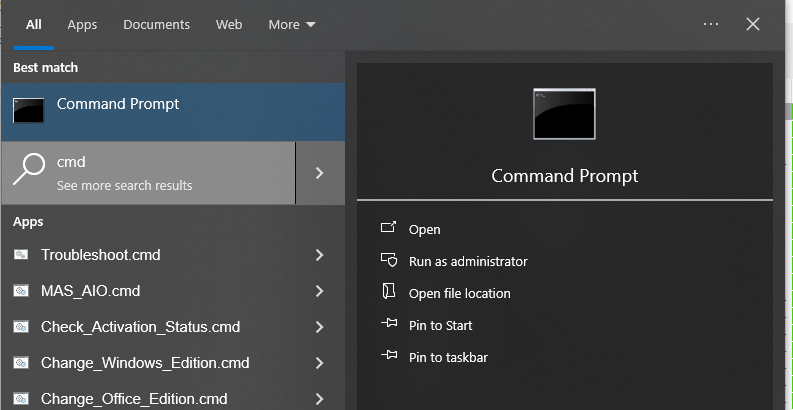 All Apps Documents Web More
Best match
Command Prompt
cmd
See more search results
Apps
Troubleshoot.cmd
MAS_AIO.cmd
Check_Activation_Status.cmd
Change_Windows_Edition.cmd
Change_Office_Edition.cmd
Command Prompt
Open
Run as administrator
Open file location
Pin to Start
Pin to taskbar